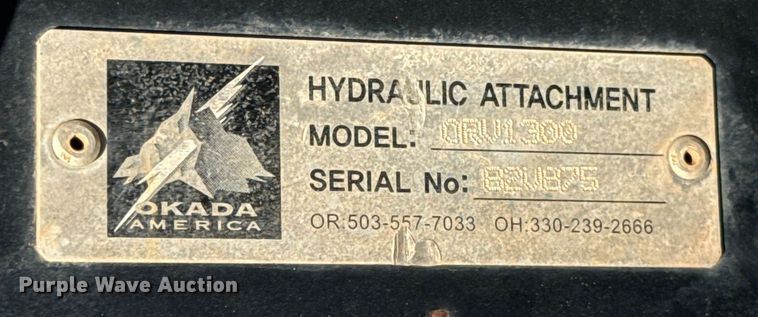 OKADA
AMERICA
HYDRAULIC ATTACHMENT
MODEL: ORV1300
SERIAL No: 82V875
OR:503-557-7033 OH:330-239-2666
Purple Wave Auction